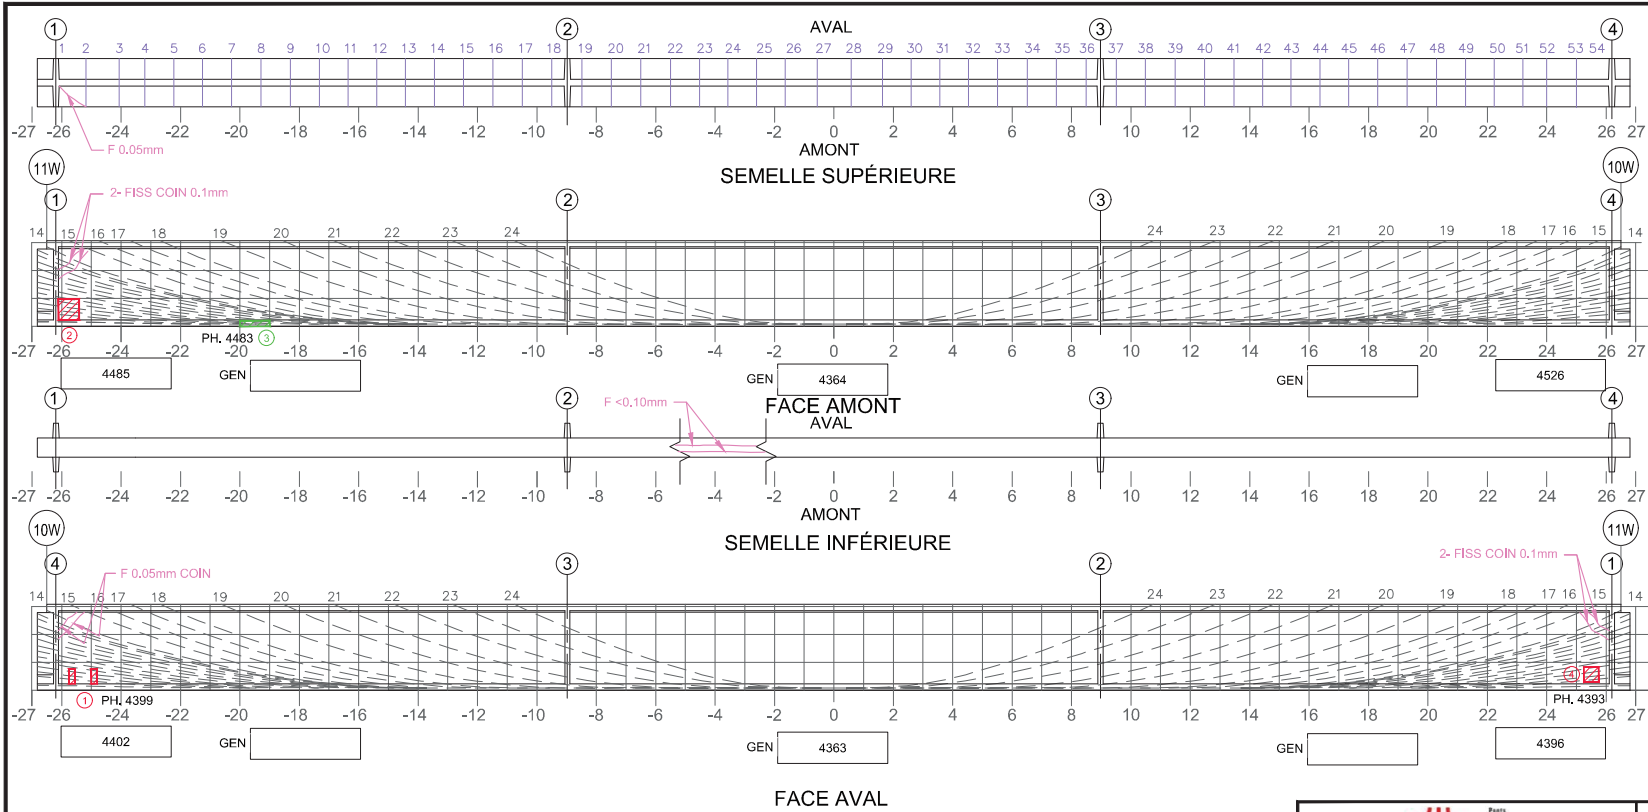 1 2 AVAL 3 4
1 2 3 4 5 6 7 8 9 10 11 12 13 14 15 16 17 18 19 20 21 22 23 24 25 26 27 28 29 30 31 32 33 34 35 36 37 38 39 40 41 42 43 44 45 46 47 48 49 50 51 52 53 54
-27 -26 -24 -22 -20 -18 -16 -14 -12 -10 -8 -6 -4 -2 0 2 4 6 8 10 12 14 16 18 20 22 24 26 27
F 0.05mm
AMONT
SEMELLE SUPÉRIEURE
11W 10W
2- FISS COIN 0.1mm
1 2 3 4
14 15 16 17 18 19 20 21 22 23 24 24 23 22 21 20 19 18 17 16 15 14
2 PH. 4483 3
-27 -26 -24 -22 -20 -18 -16 -14 -12 -10 -8 -6 -4 -2 0 2 4 6 8 10 12 14 16 18 20 22 24 26 27
4485 GEN GEN 4364 GEN 4526
FACE AMONT
1 2 3 4
F <0.10mm
AVAL
-27 -26 -24 -22 -20 -18 -16 -14 -12 -10 -8 -6 -4 -2 0 2 4 6 8 10 12 14 16 18 20 22 24 26 27
AMONT
SEMELLE INFÉRIEURE
10W 11W
4 3 2 1
F 0.05mm COIN
2- FISS COIN 0.1mm
14 15 16 17 18 19 20 21 22 23 24 24 23 22 21 20 19 18 17 16 15 14
1 PH. 4399 4 PH. 4393
-27 -26 -24 -22 -20 -18 -16 -14 -12 -10 -8 -6 -4 -2 0 2 4 6 8 10 12 14 16 18 20 22 24 26 27
4402 GEN GEN 4363 GEN 4396
FACE AVAL
Ponts